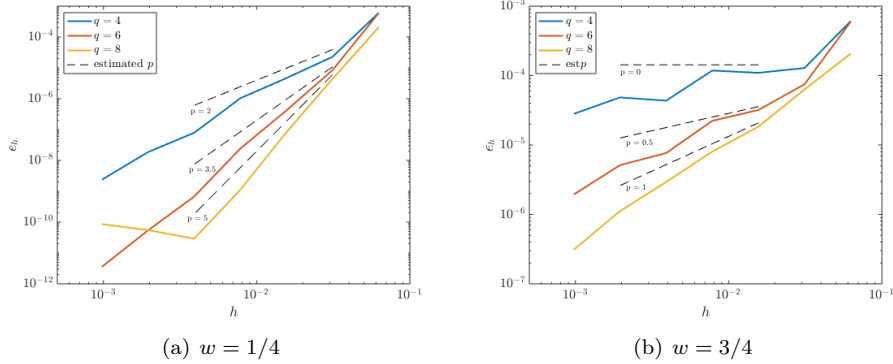 q = 4
q = 6
q = 8
estimated p
10⁻⁴
10⁻⁶
10⁻⁸
10⁻¹⁰
10⁻¹²
e_h
p = 2
p = 3.5
p = 5
10⁻³
10⁻²
10⁻¹
h
(a) w = 1/4
q = 4
q = 6
q = 8
estp
10⁻³
10⁻⁴
10⁻⁵
10⁻⁶
10⁻⁷
e_h
p = 0
p = 0.5
p = 1
10⁻³
10⁻²
10⁻¹
h
(b) w = 3/4